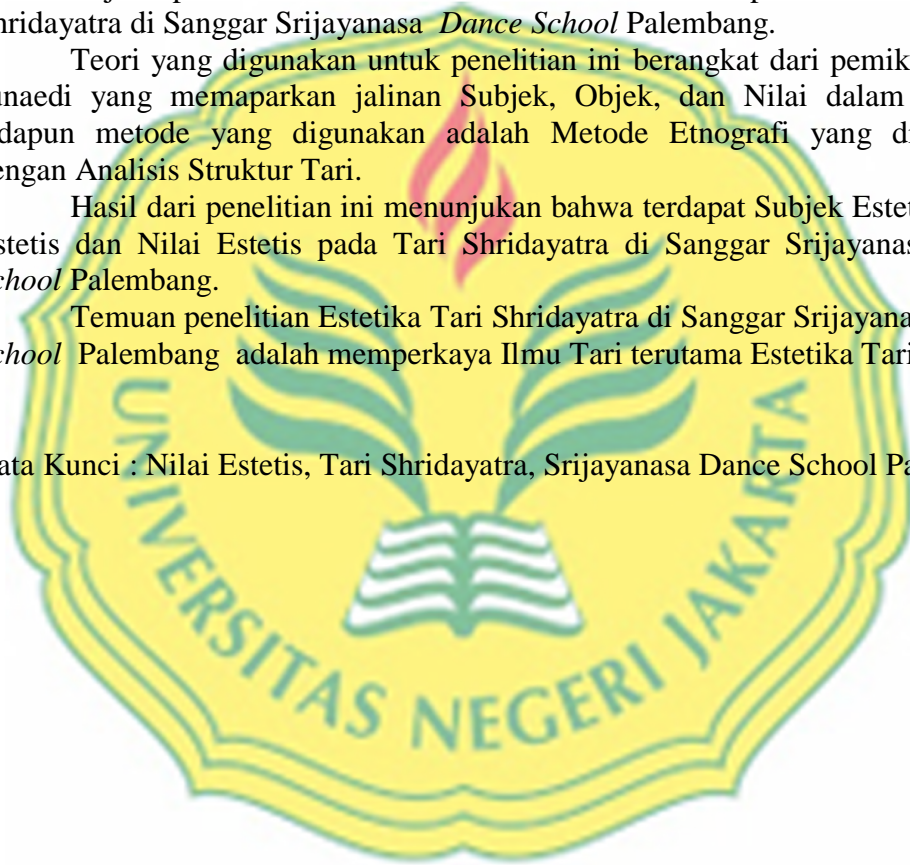 hridayatra di Sanggar Srijayanasa Dance School Palembang.
Teori yang digunakan untuk penelitian ini berangkat dari pemik
unaedi yang memaparkan jalinan Subjek, Objek, dan Nilai dalam
dapun metode yang digunakan adalah Metode Etnografi yang di
engan Analisis Struktur Tari.
Hasil dari penelitian ini menunjukan bahwa terdapat Subjek Estet
stetis dan Nilai Estetis pada Tari Shridayatra di Sanggar Srijayanas
chool Palembang.
Temuan penelitian Estetika Tari Shridayatra di Sanggar Srijayana
chool Palembang adalah memperkaya Ilmu Tari terutama Estetika Tari
ata Kunci : Nilai Estetis, Tari Shridayatra, Srijayanasa Dance School Pa
UNIVERSITAS NEGERI JAKARTA